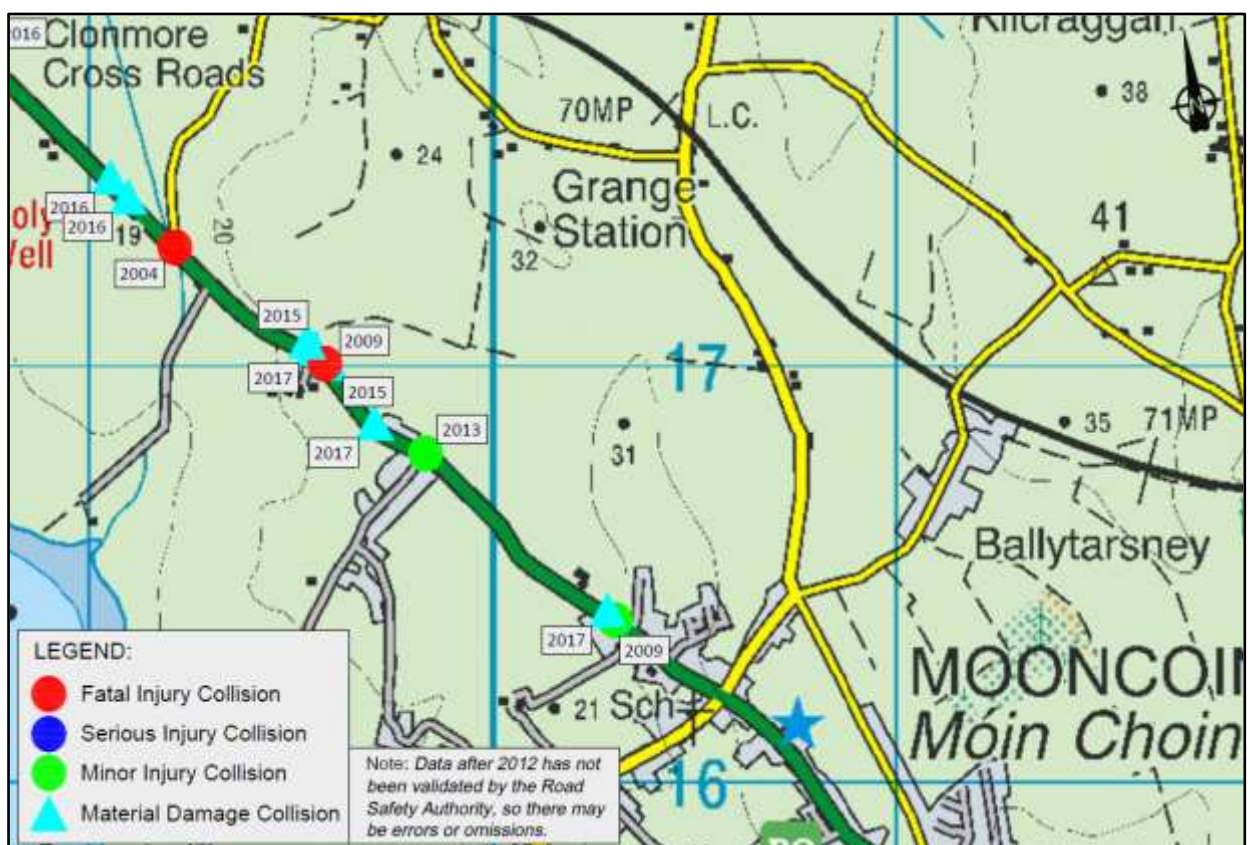 2016
Clonmore
Cross Roads
Kilcraggan
70MP
L.C.
38
24
Grange
Station
32
41
N
2016
2016
oly
Well
19
20
2004
2015
2009
2017
2015
17
2013
2017
31
35
71MP
Ballytarsney
2017
2009
MOONCOIN
Móin Choin
21
Sch
16
LEGEND:
Fatal Injury Collision
Serious Injury Collision
Minor Injury Collision
Material Damage Collision
Note: Data after 2012 has not
been validated by the Road
Safety Authority, so there may
be errors or omissions.